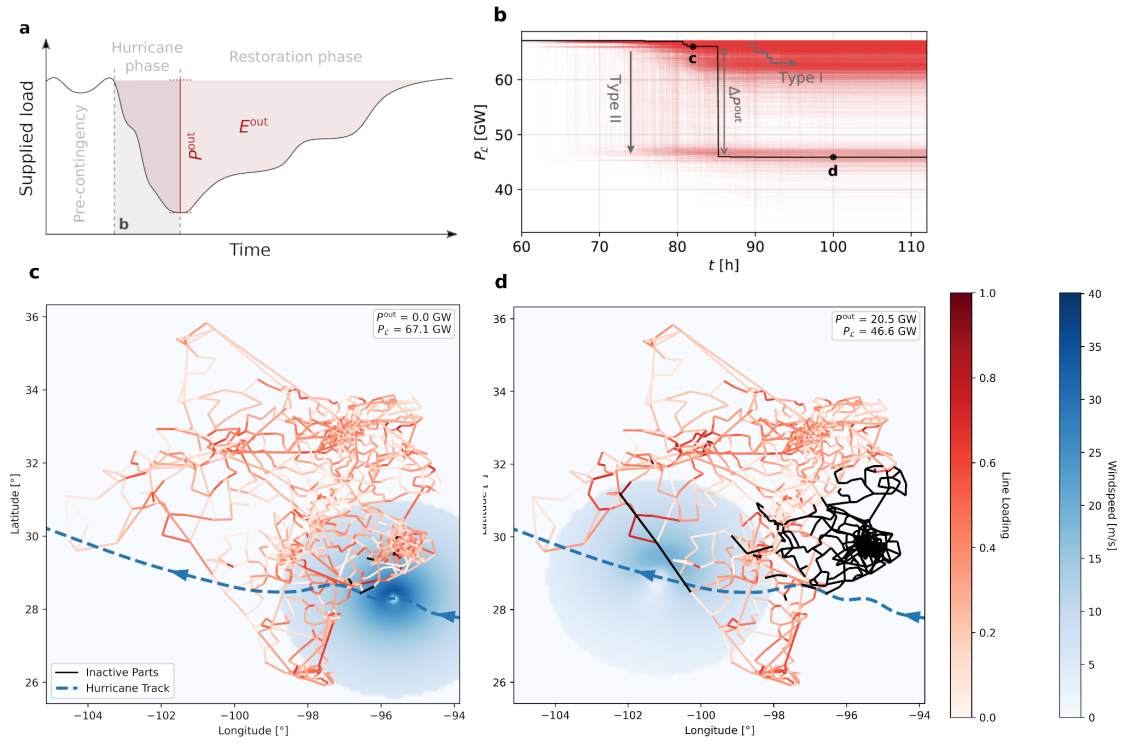 a
Hurricane
phase
Restoration phase
Supplied load
Pre-contingency
E^out
P^out
b
Time
b
60
50
40
P_ℒ [GW]
Type II
ΔP^out
Type I
c
d
60
70
80
90
100
110
t [h]
c
P^out = 0.0 GW
P_ℒ = 67.1 GW
36
34
32
30
28
26
Latitude [°]
Inactive Parts
Hurricane Track
−104
−102
−100
−98
−96
−94
Longitude [°]
d
P^out = 20.5 GW
P_ℒ = 46.6 GW
36
34
32
30
28
26
Latitude [°]
−104
−102
−100
−98
−96
−94
Longitude [°]
1.0
0.8
0.6
0.4
0.2
0.0
Line Loading
40
35
30
25
20
15
10
5
0
Windspeed [m/s]